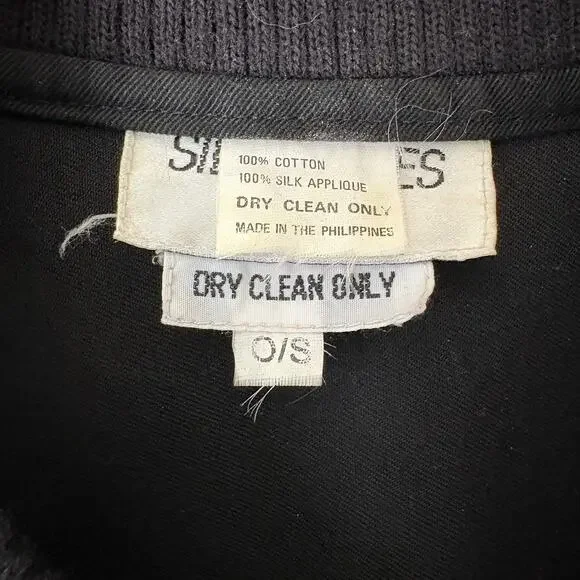 100% COTTON
100% SILK APPLIQUE
DRY CLEAN ONLY
MADE IN THE PHILIPPINES
DRY CLEAN ONLY
O/S